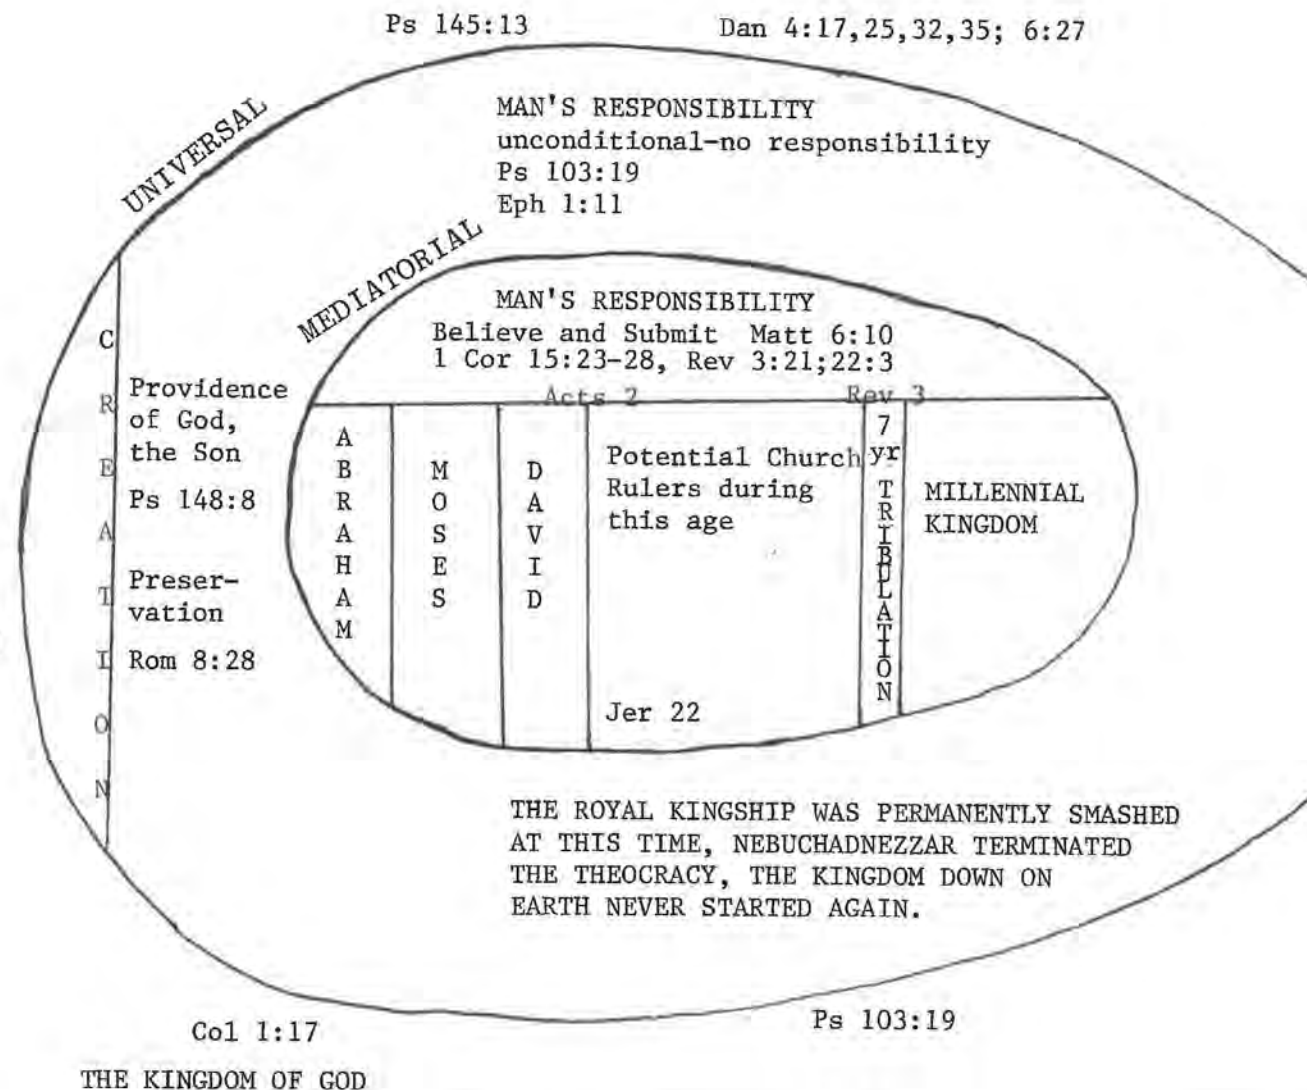 Ps 145:13
Dan 4:17,25,32,35; 6:27
UNIVERSAL
MAN'S RESPONSIBILITY
unconditional-no responsibility
Ps 103:19
Eph 1:11
MEDIATORIAL
MAN'S RESPONSIBILITY
Believe and Submit Matt 6:10
1 Cor 15:23-28, Rev 3:21;22:3
CREATION
Providence
of God,
the Son
Ps 148:8
Preser-
vation
Rom 8:28
Acts 2
Rev 3
ABRAHAM
MOSES
DAVID
Potential Church
Rulers during
this age
Jer 22
7
yr
TRIBULATION
MILLENNIAL
KINGDOM
THE ROYAL KINGSHIP WAS PERMANENTLY SMASHED
AT THIS TIME, NEBUCHADNEZZAR TERMINATED
THE THEOCRACY, THE KINGDOM DOWN ON
EARTH NEVER STARTED AGAIN.
Col 1:17
Ps 103:19
THE KINGDOM OF GOD